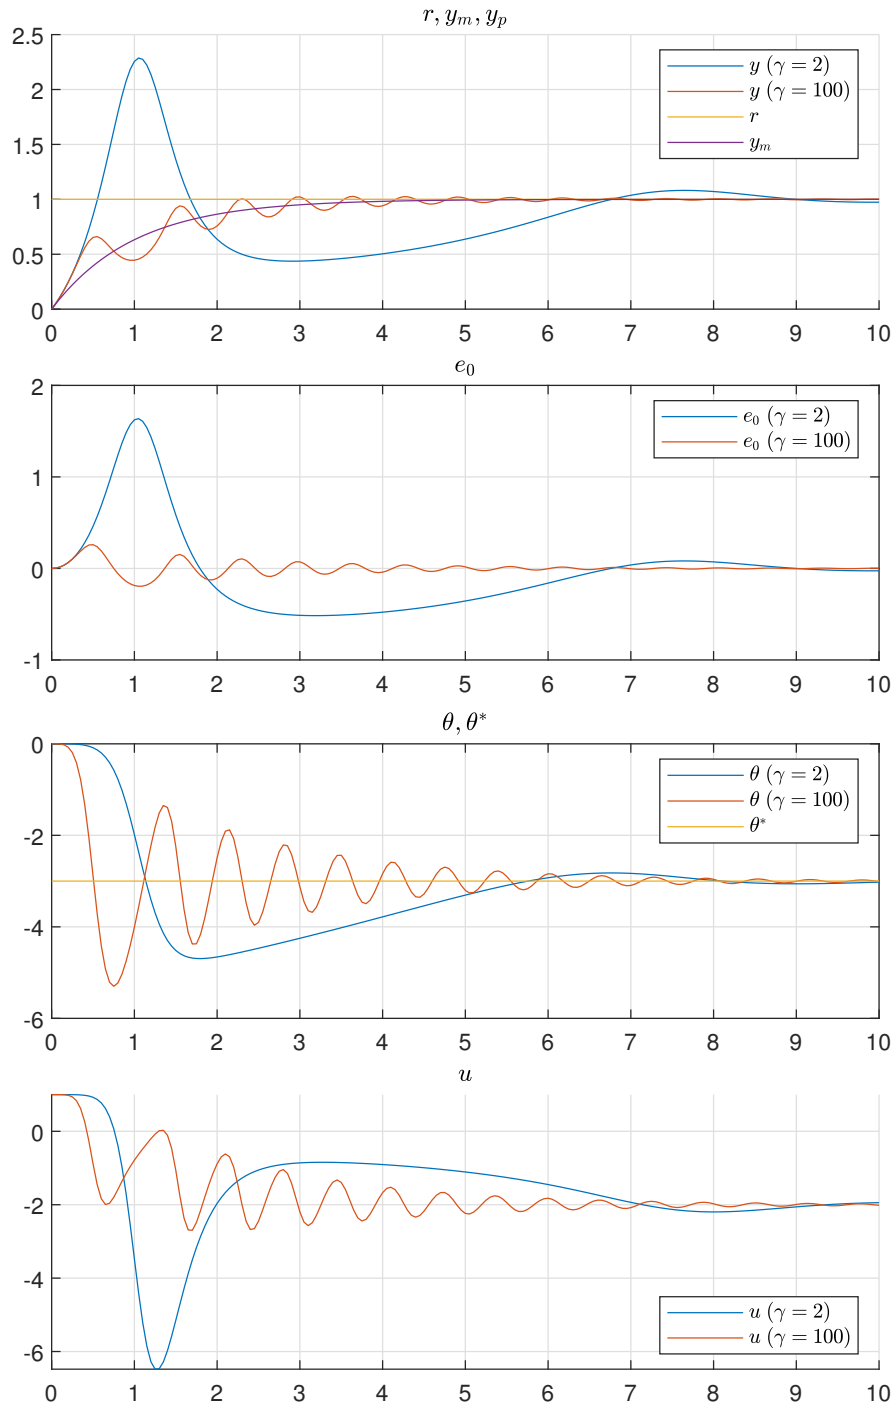 r, y_m, y_p
2.5
2
1.5
1
0.5
0
y (γ = 2)
y (γ = 100)
r
y_m
0 1 2 3 4 5 6 7 8 9 10
e_0
2
1
0
-1
e_0 (γ = 2)
e_0 (γ = 100)
0 1 2 3 4 5 6 7 8 9 10
θ, θ*
0
-2
-4
-6
θ (γ = 2)
θ (γ = 100)
θ*
0 1 2 3 4 5 6 7 8 9 10
u
0
-2
-4
-6
u (γ = 2)
u (γ = 100)
0 1 2 3 4 5 6 7 8 9 10